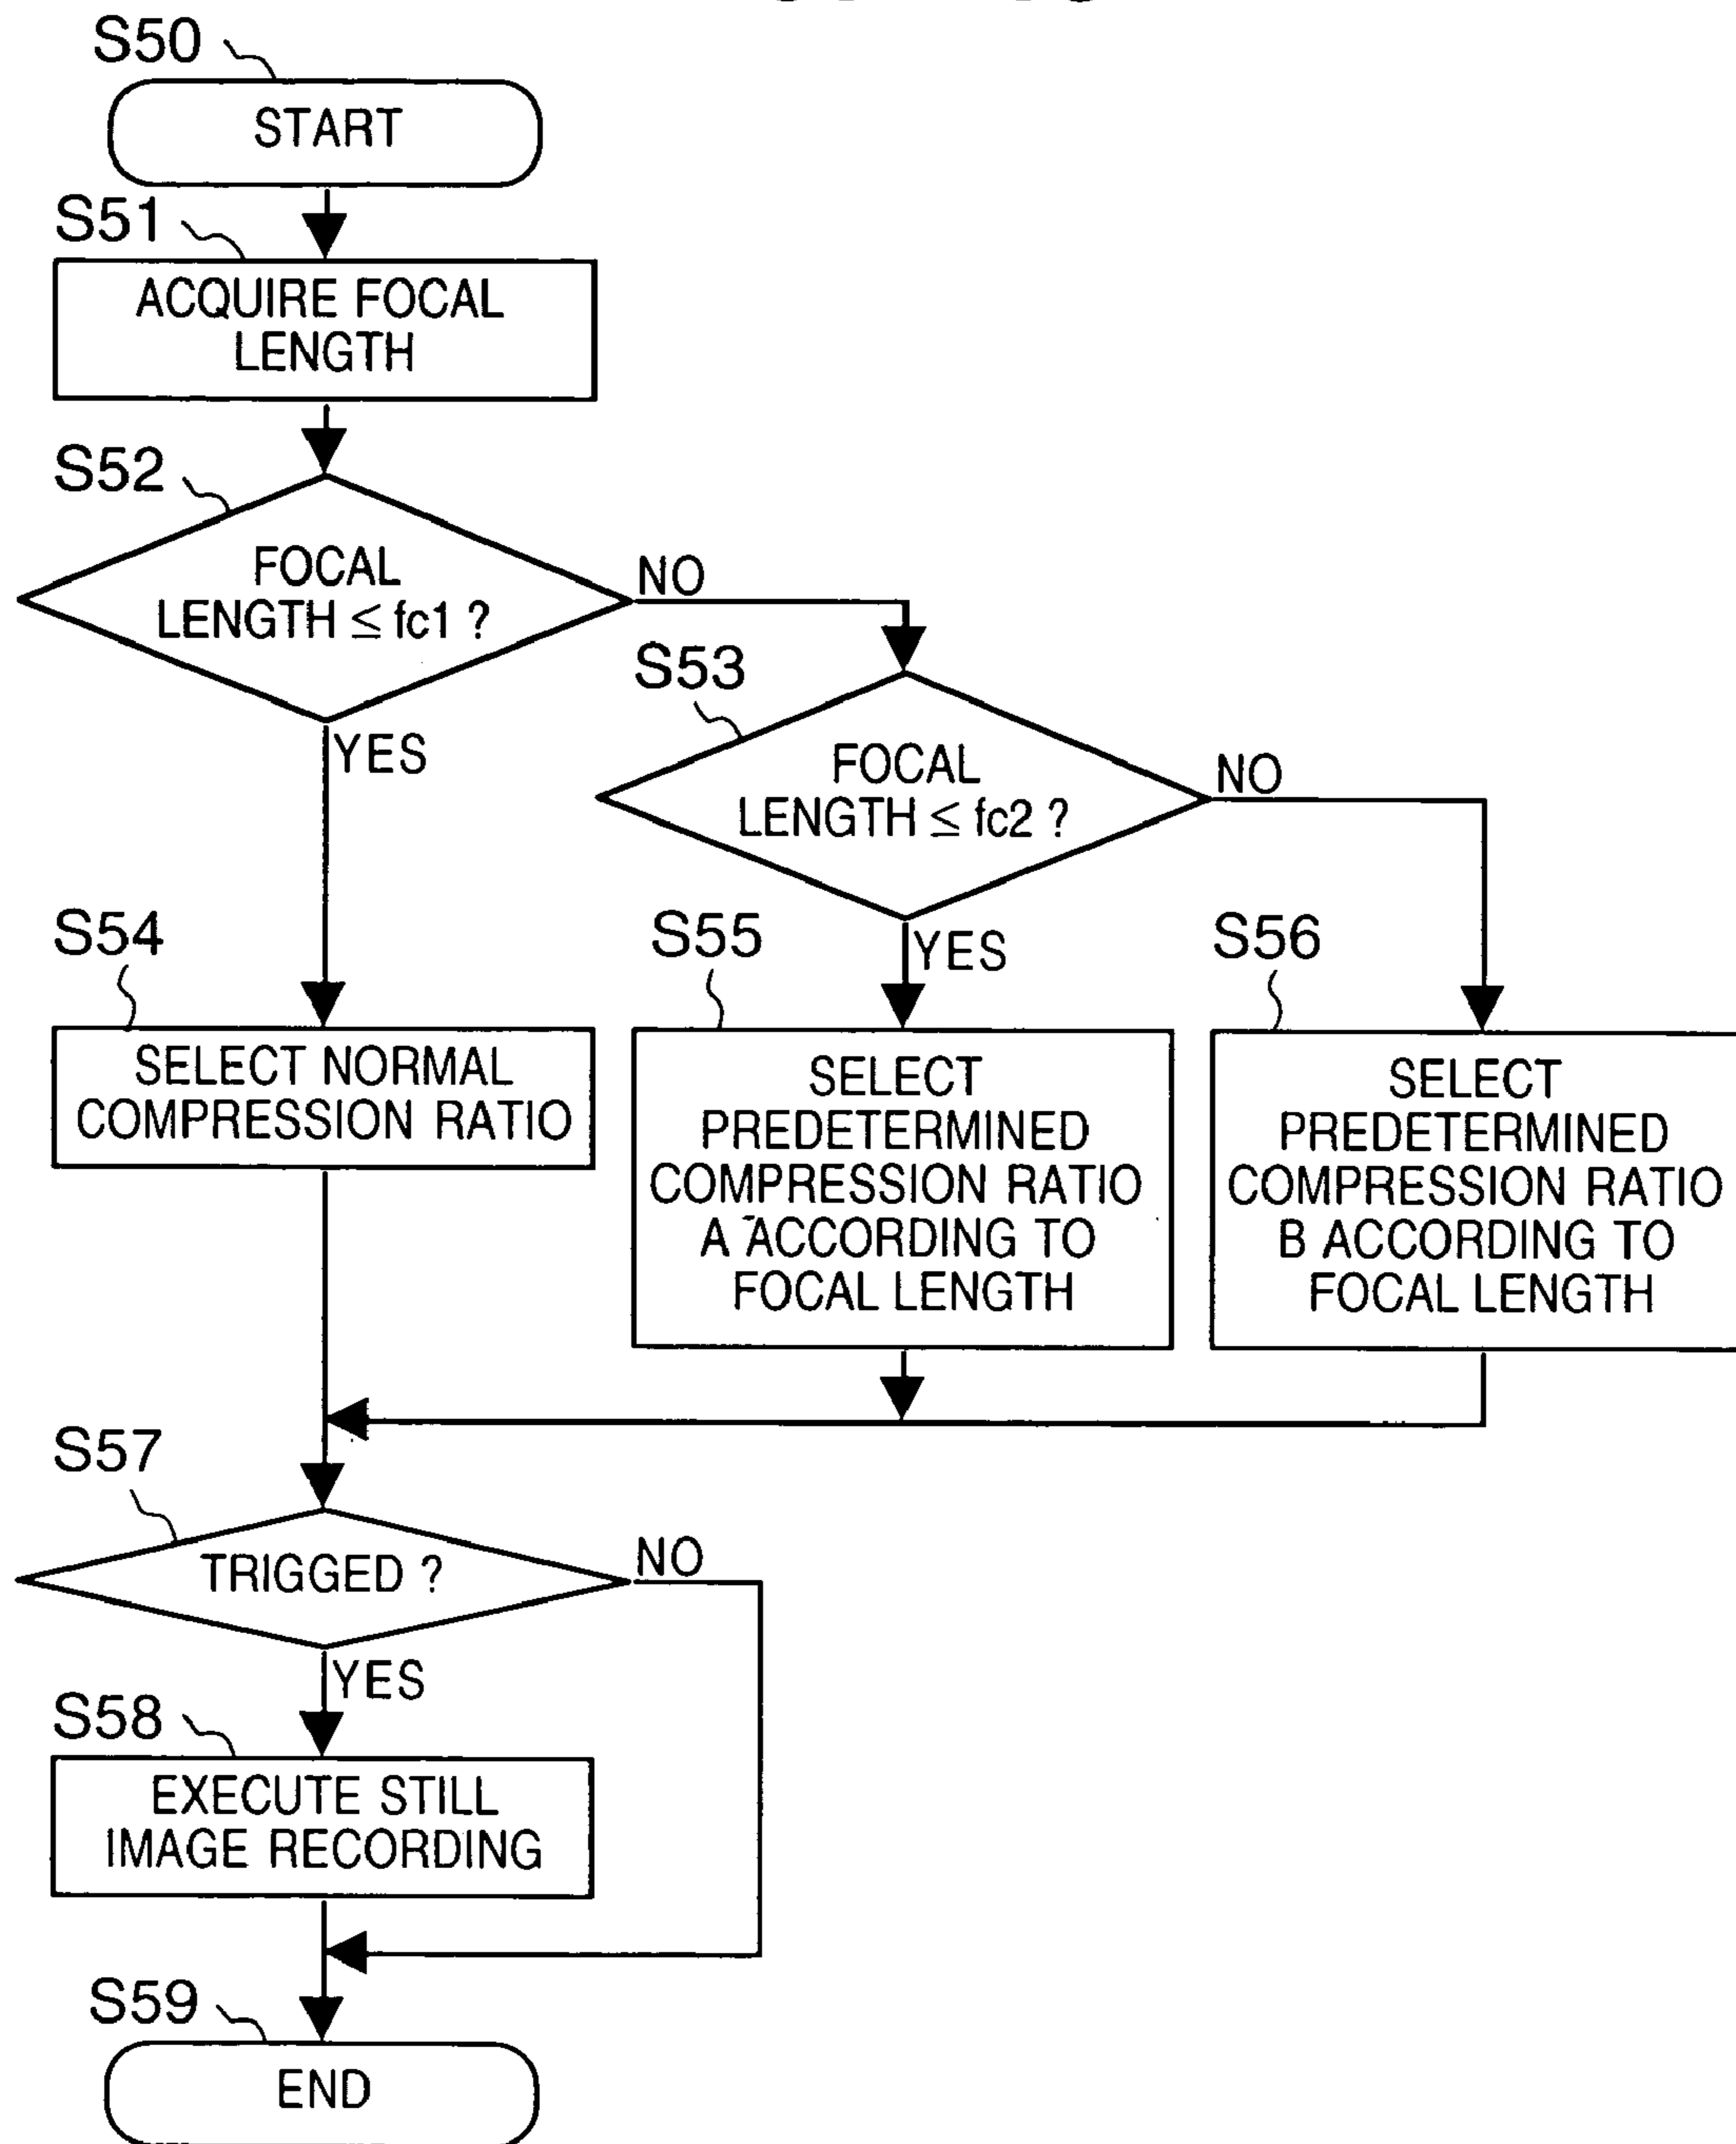 S50
START
S51
ACQUIRE FOCAL
LENGTH
S52
FOCAL
LENGTH ≤ fc1 ?
NO
YES
S53
FOCAL
LENGTH ≤ fc2 ?
NO
YES
S54
SELECT NORMAL
COMPRESSION RATIO
S55
SELECT
PREDETERMINED
COMPRESSION RATIO
A ACCORDING TO
FOCAL LENGTH
S56
SELECT
PREDETERMINED
COMPRESSION RATIO
B ACCORDING TO
FOCAL LENGTH
S57
TRIGGED ?
NO
YES
S58
EXECUTE STILL
IMAGE RECORDING
S59
END